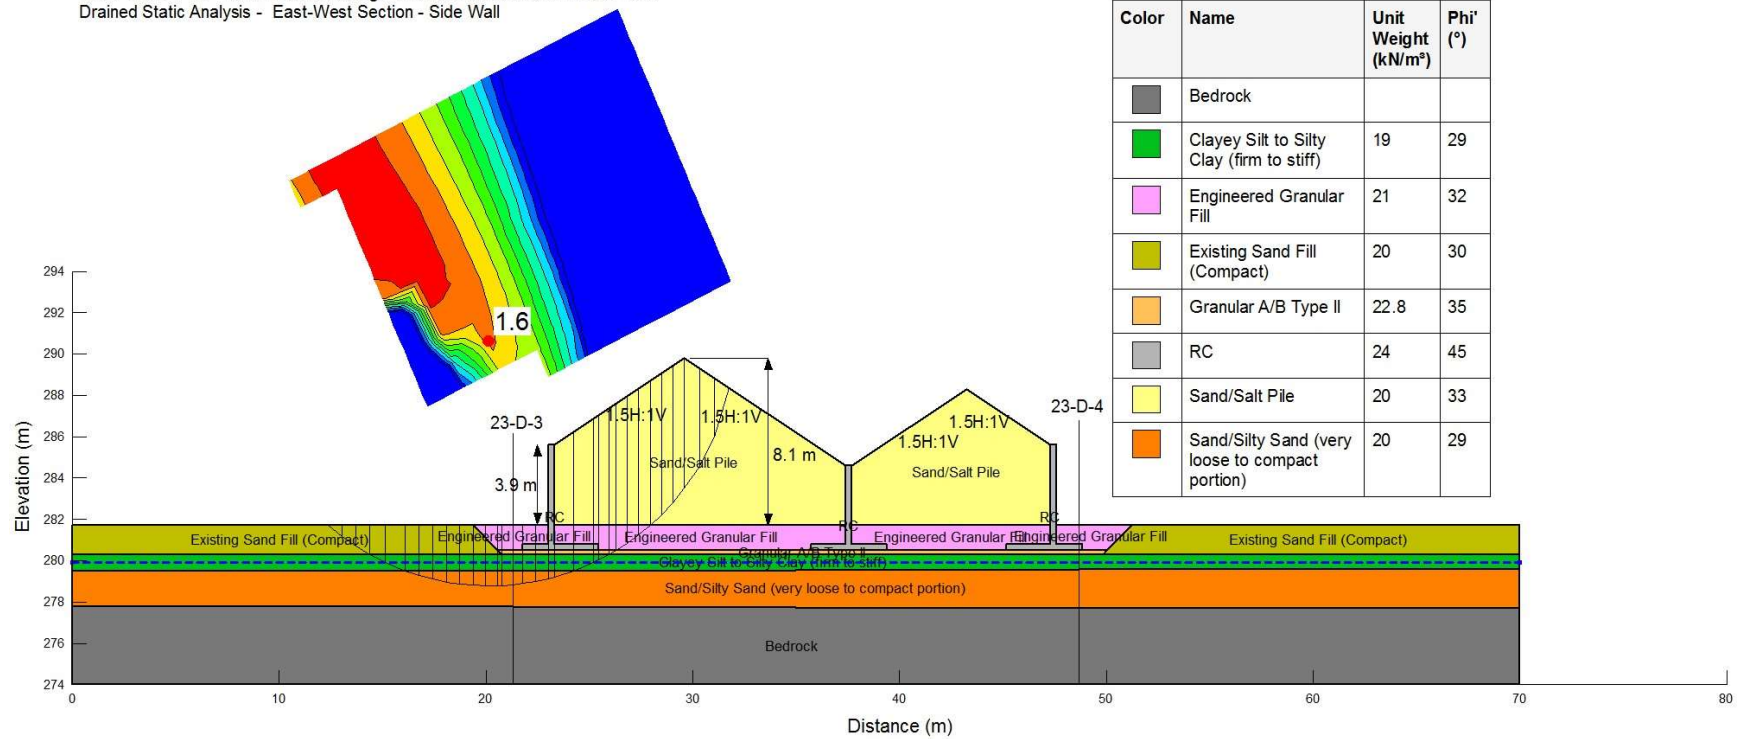 Drained Static Analysis - East-West Section - Side Wall
Color Name Unit Weight (kN/m³) Phi' (°)
Bedrock
Clayey Silt to Silty Clay (firm to stiff) 19 29
Engineered Granular Fill 21 32
Existing Sand Fill (Compact) 20 30
Granular A/B Type II 22.8 35
RC 24 45
Sand/Salt Pile 20 33
Sand/Silty Sand (very loose to compact portion) 20 29
1.6
294
292
290
288
286
284
282
280
278
276
274
Elevation (m)
23-D-3
23-D-4
1.5H:1V
1.5H:1V
1.5H:1V
1.5H:1V
8.1 m
3.9 m
Sand/Salt Pile
Sand/Salt Pile
RC
RC
RC
Existing Sand Fill (Compact)
Engineered Granular Fill
Engineered Granular Fill
Engineered Granular Fill
Engineered Granular Fill
Existing Sand Fill (Compact)
Granular A/B Type II
Clayey Silt to Silty Clay (firm to stiff)
Sand/Silty Sand (very loose to compact portion)
Bedrock
0 10 20 30 40 50 60 70 80
Distance (m)